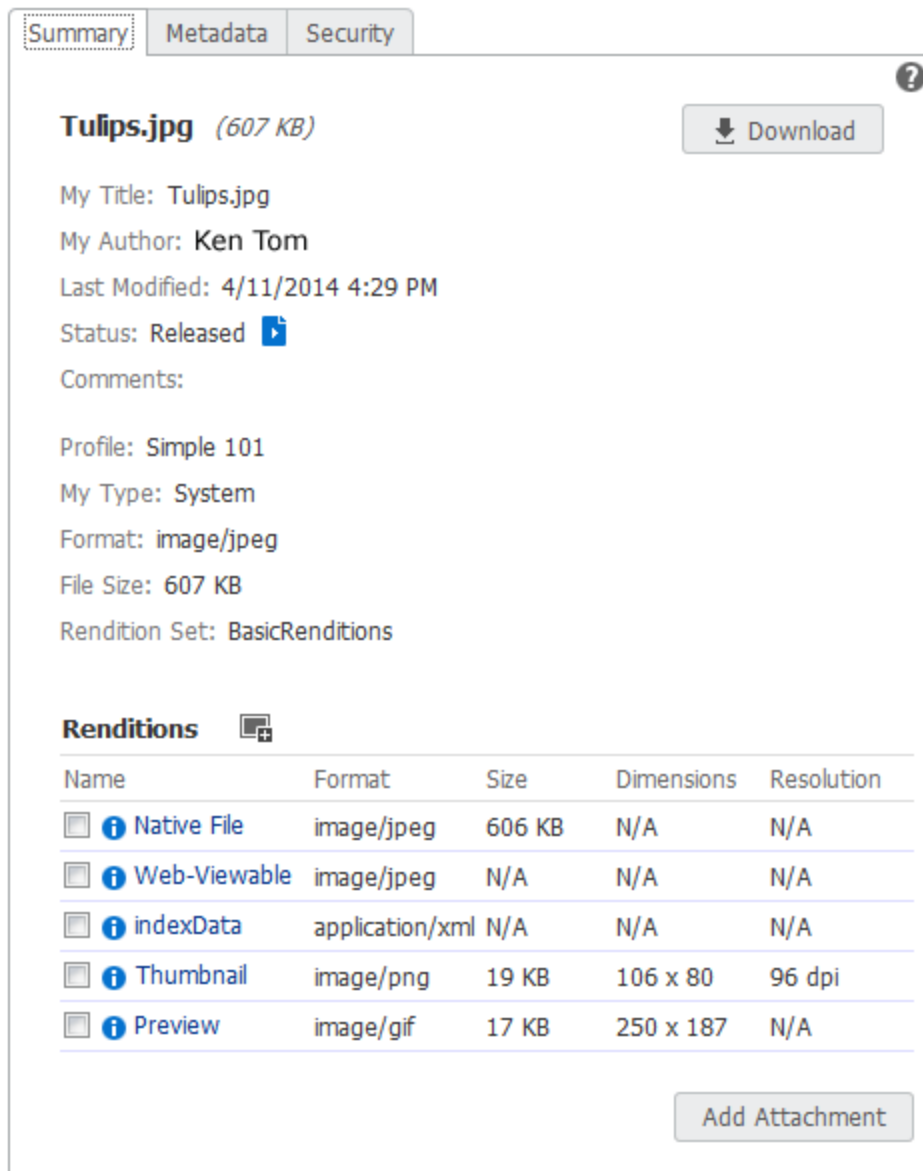 Summary Metadata Security
?
Tulips.jpg (607 KB) Download
My Title: Tulips.jpg
My Author: Ken Tom
Last Modified: 4/11/2014 4:29 PM
Status: Released
Comments:
Profile: Simple 101
My Type: System
Format: image/jpeg
File Size: 607 KB
Rendition Set: BasicRenditions
Renditions
Name Format Size Dimensions Resolution
Native File image/jpeg 606 KB N/A N/A
Web-Viewable image/jpeg N/A N/A N/A
indexData application/xml N/A N/A N/A
Thumbnail image/png 19 KB 106 x 80 96 dpi
Preview image/gif 17 KB 250 x 187 N/A
Add Attachment